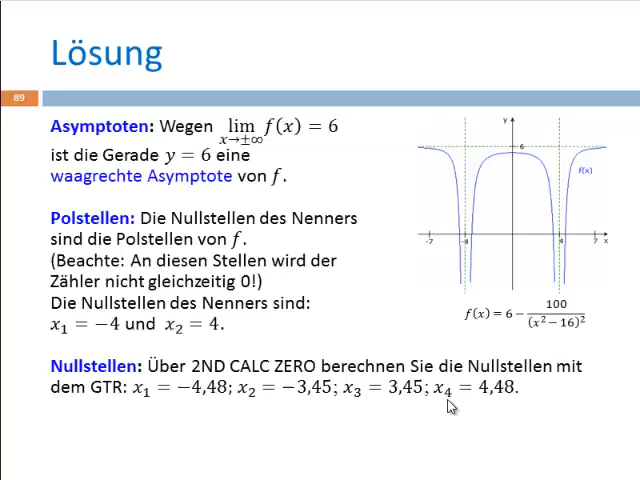 Lösung
89
Asymptoten: Wegen lim f(x) = 6
x→±∞
ist die Gerade y = 6 eine
waagrechte Asymptote von f.
Polstellen: Die Nullstellen des Nenners
sind die Polstellen von f.
(Beachte: An diesen Stellen wird der
Zähler nicht gleichzeitig 0!)
Die Nullstellen des Nenners sind:
x₁ = −4 und x₂ = 4.
y
6
f(x)
-7 -4 4 7 x
f(x) = 6 − 100/(x² − 16)²
Nullstellen: Über 2ND CALC ZERO berechnen Sie die Nullstellen mit
dem GTR: x₁ = −4,48; x₂ = −3,45; x₃ = 3,45; x₄ = 4,48.